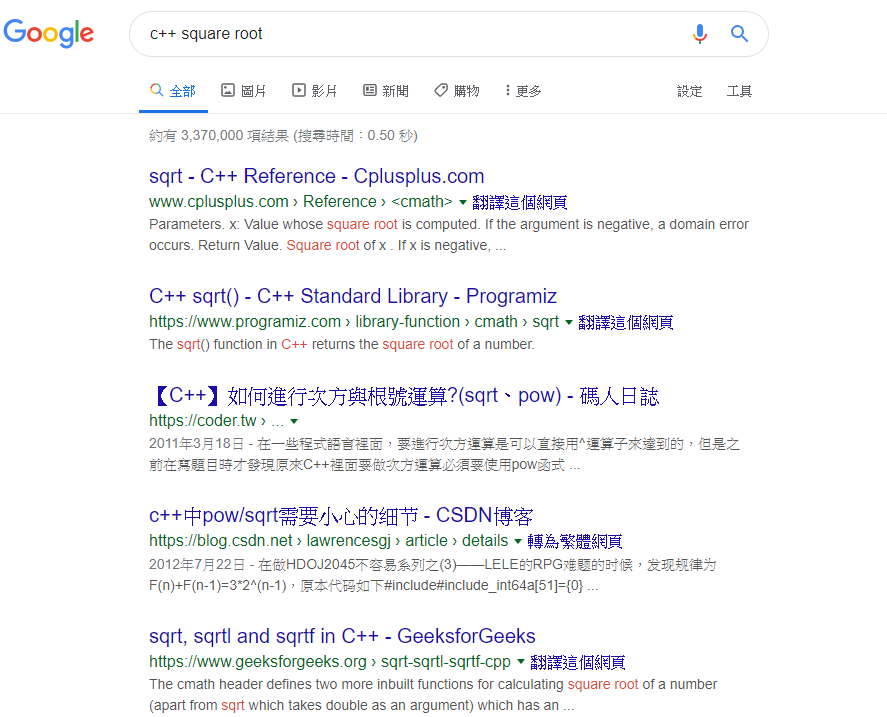 Google
c++ square root
全部 圖片 影片 新聞 購物 更多 設定 工具
約有 3,370,000 項結果 (搜尋時間：0.50 秒)
sqrt - C++ Reference - Cplusplus.com
www.cplusplus.com › Reference › <cmath> ▾ 翻譯這個網頁
Parameters. x: Value whose square root is computed. If the argument is negative, a domain error
occurs. Return Value. Square root of x . If x is negative, ...
C++ sqrt() - C++ Standard Library - Programiz
https://www.programiz.com › library-function › cmath › sqrt ▾ 翻譯這個網頁
The sqrt() function in C++ returns the square root of a number.
【C++】如何進行次方與根號運算?(sqrt、pow) - 碼人日誌
https://coder.tw › ... ▾
2011年3月18日 - 在一些程式語言裡面，要進行次方運算是可以直接用^運算子來達到的，但是之
前在寫題目時才發現原來C++裡面要做次方運算必須要使用pow函式 ...
c++中pow/sqrt需要小心的细节 - CSDN博客
https://blog.csdn.net › lawrencesgj › article › details ▾ 轉為繁體網頁
2012年7月22日 - 在做HDOJ2045不容易系列之(3)——LELE的RPG难题的时候，发现规律为
F(n)+F(n-1)=3*2^(n-1)，原本代码如下#include#include_int64a[51]={0} ...
sqrt, sqrtl and sqrtf in C++ - GeeksforGeeks
https://www.geeksforgeeks.org › sqrt-sqrtl-sqrtf-cpp ▾ 翻譯這個網頁
The cmath header defines two more inbuilt functions for calculating square root of a number
(apart from sqrt which takes double as an argument) which has an ...